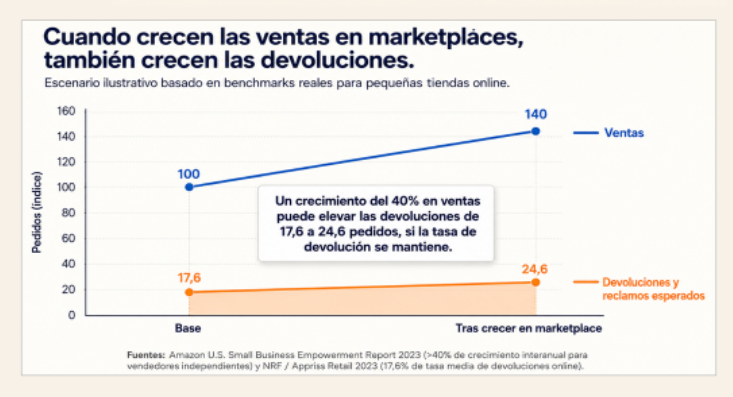 Cuando crecen las ventas en marketplaces,
también crecen las devoluciones.
Escenario ilustrativo basado en benchmarks reales para pequeñas tiendas online.
Pedidos (índice)
160
140
120
100
80
60
40
20
0
100
140
Ventas
Un crecimiento del 40% en ventas
puede elevar las devoluciones de
17,6 a 24,6 pedidos, si la tasa de
devolución se mantiene.
17,6
24,6
Devoluciones y
reclamos esperados
Base
Tras crecer en marketplace
Fuentes: Amazon U.S. Small Business Empowerment Report 2023 (>40% de crecimiento interanual para
vendedores independientes) y NRF / Appriss Retail 2023 (17,6% de tasa media de devoluciones online).